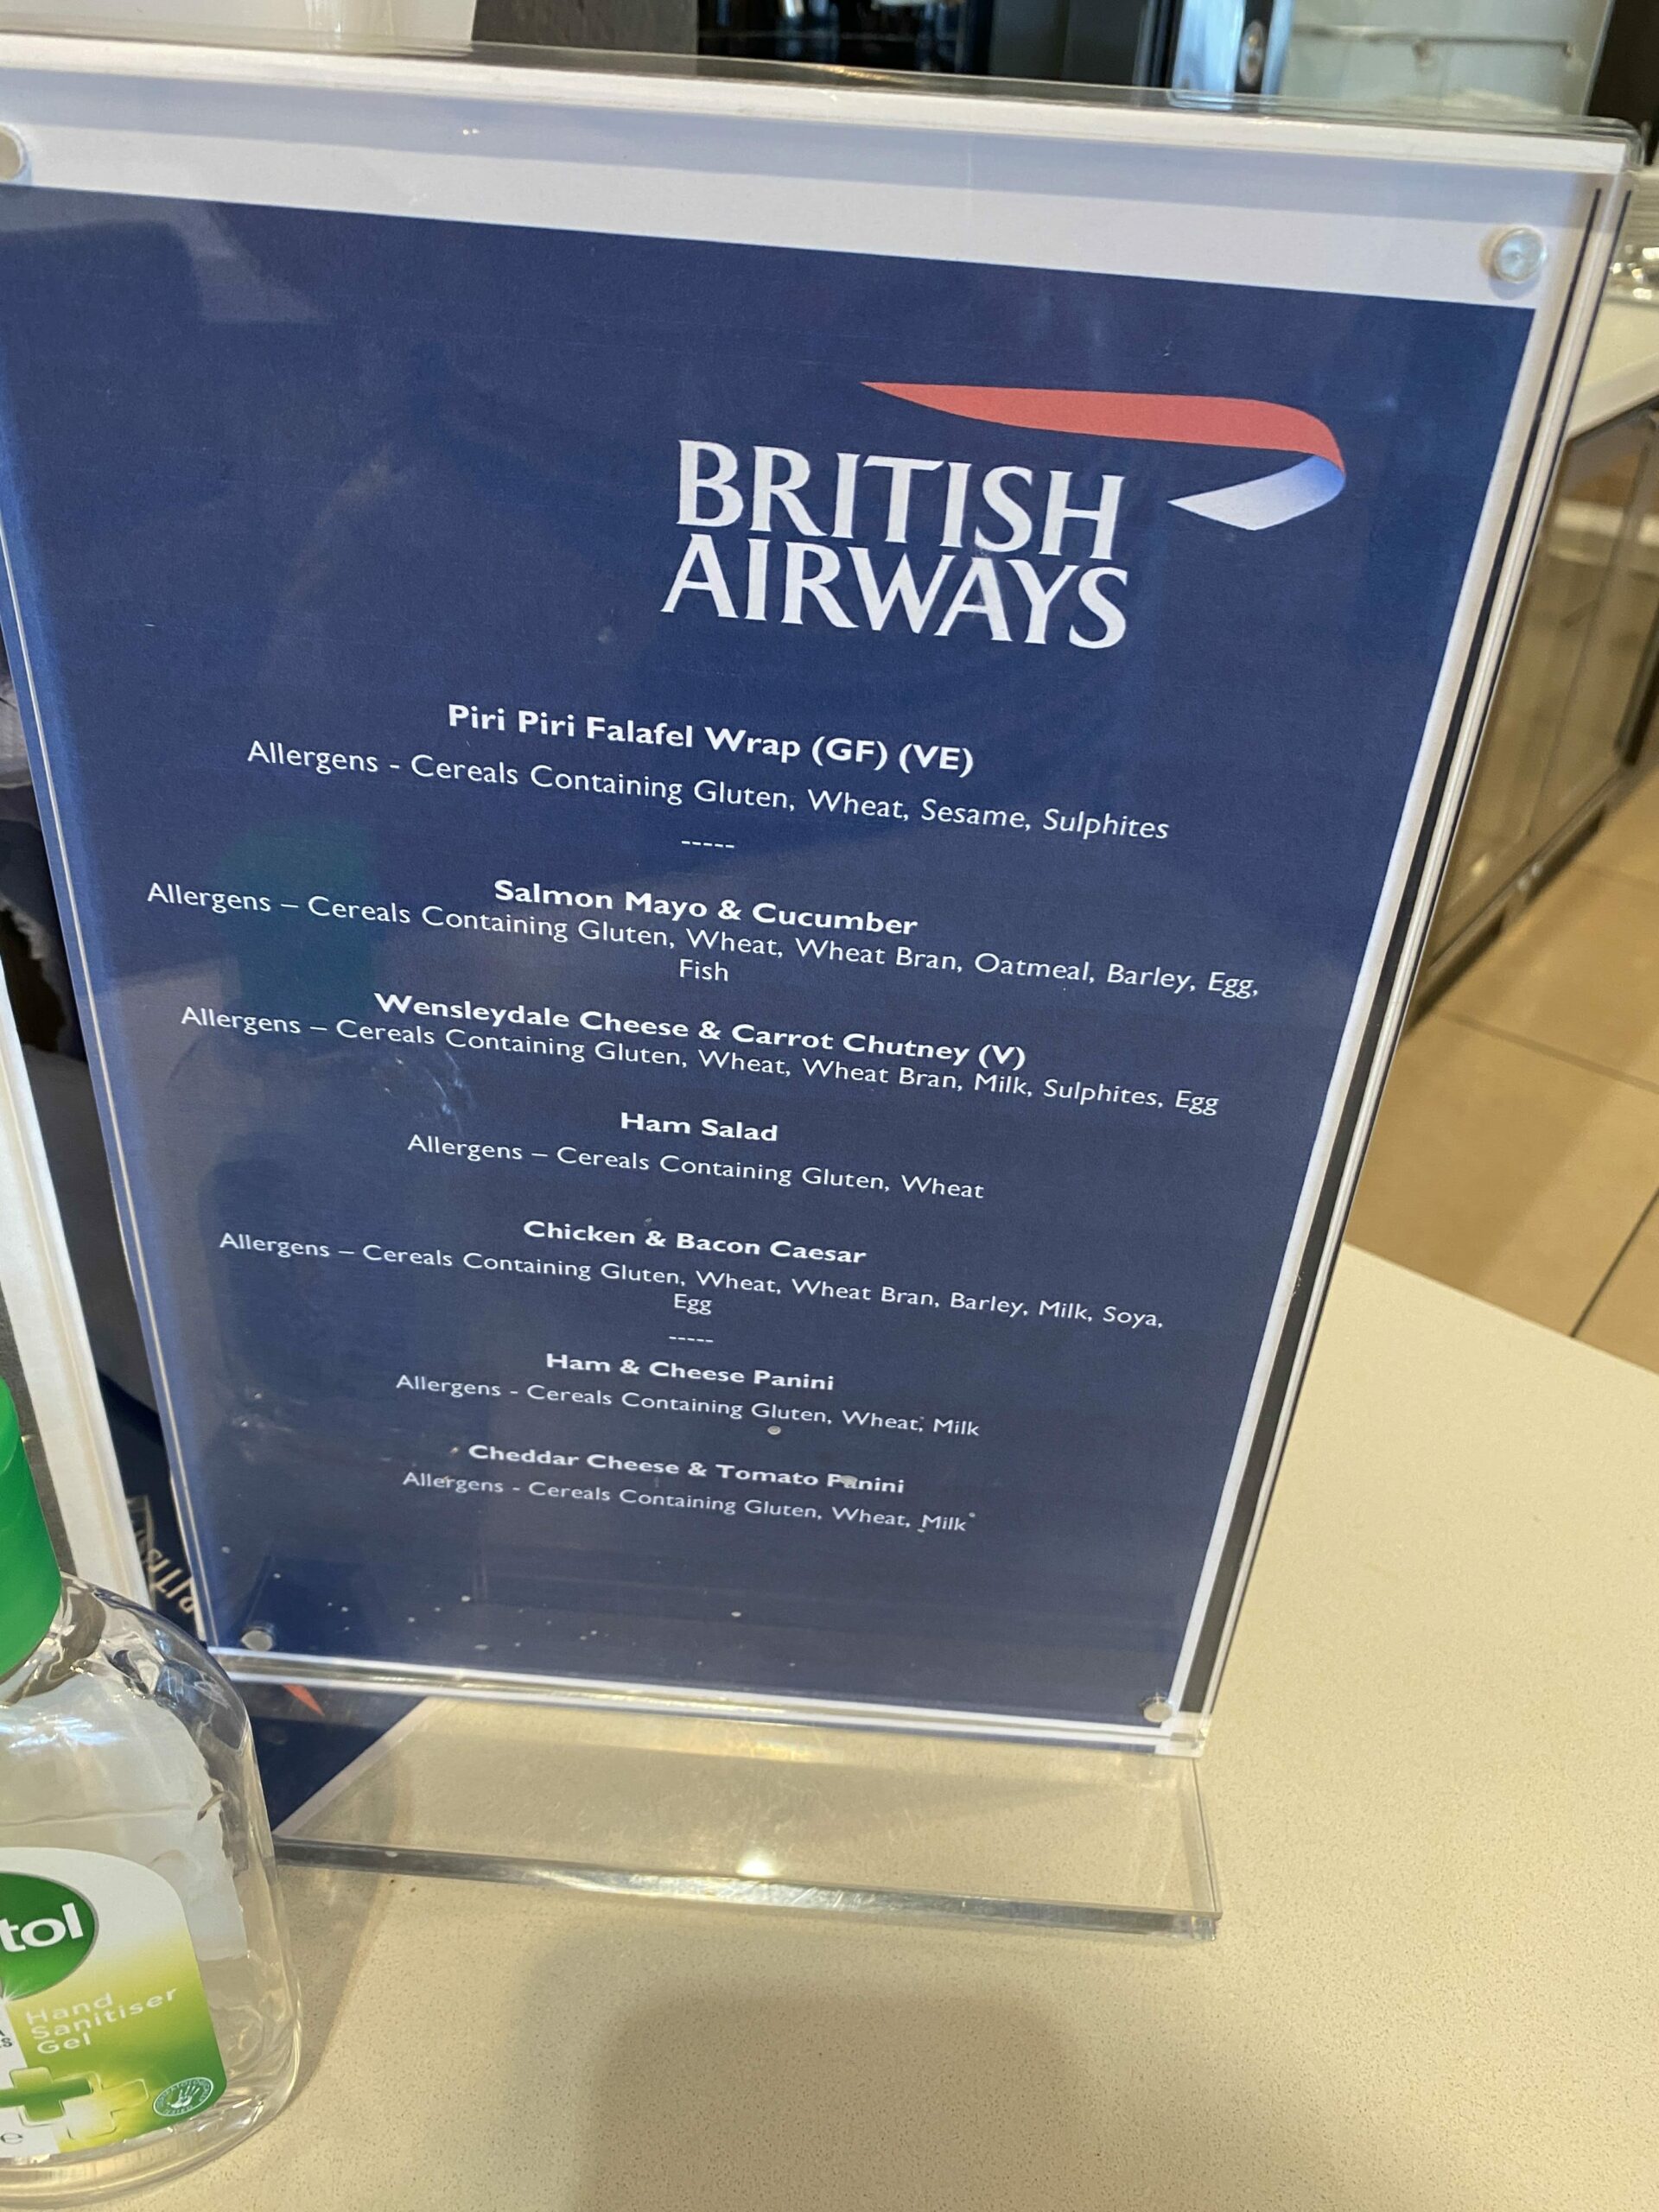 BRITISH
AIRWAYS
Piri Piri Falafel Wrap (GF) (VE)
Allergens - Cereals Containing Gluten, Wheat, Sesame, Sulphites
-----
Salmon Mayo & Cucumber
Allergens – Cereals Containing Gluten, Wheat, Wheat Bran, Oatmeal, Barley, Egg,
Fish
Wensleydale Cheese & Carrot Chutney (V)
Allergens – Cereals Containing Gluten, Wheat, Wheat Bran, Milk, Sulphites, Egg
Ham Salad
Allergens – Cereals Containing Gluten, Wheat
Chicken & Bacon Caesar
Allergens – Cereals Containing Gluten, Wheat, Wheat Bran, Barley, Milk, Soya,
Egg
-----
Ham & Cheese Panini
Allergens - Cereals Containing Gluten, Wheat, Milk
Cheddar Cheese & Tomato Panini
Allergens - Cereals Containing Gluten, Wheat, Milk
tol
Hand
Sanitiser
Gel